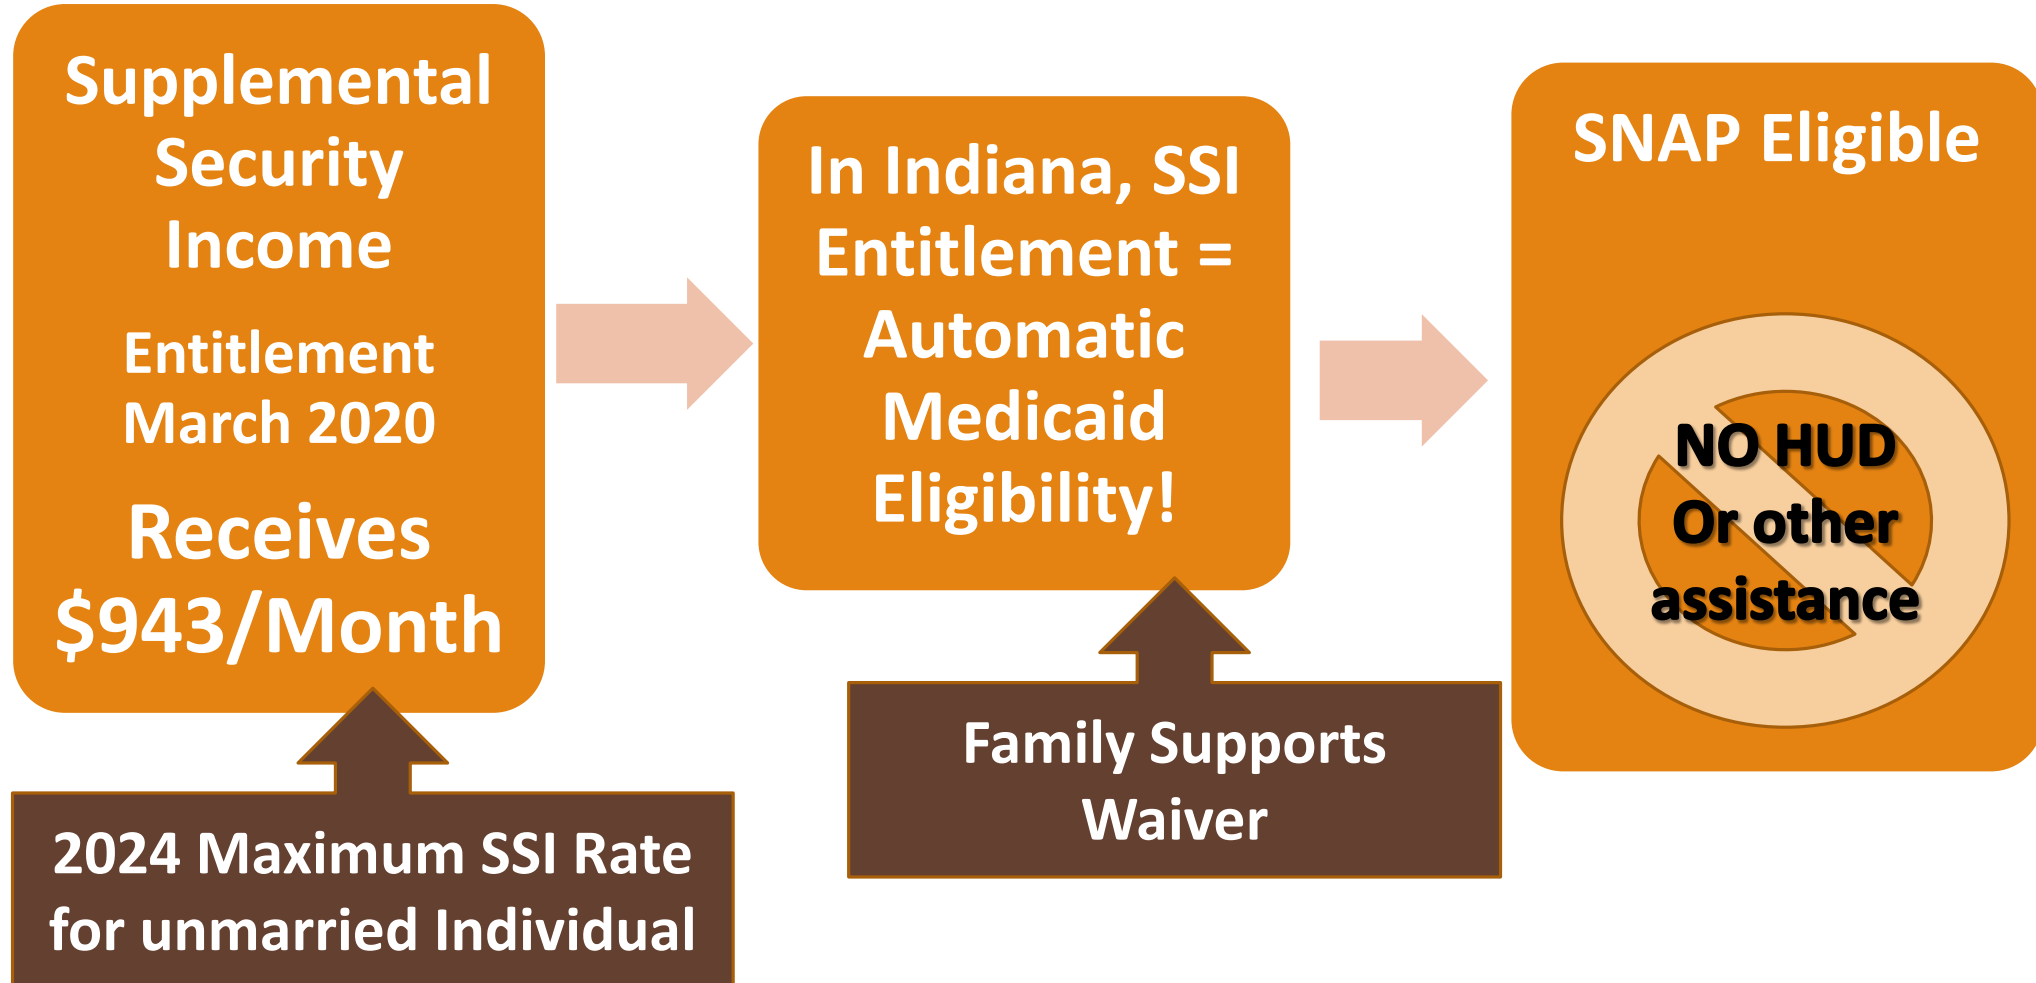 Supplemental
Security
Income
Entitlement
March 2020
Receives
$943/Month
2024 Maximum SSI Rate
for unmarried Individual
In Indiana, SSI
Entitlement =
Automatic
Medicaid
Eligibility!
Family Supports
Waiver
SNAP Eligible
NO HUD
Or other
assistance